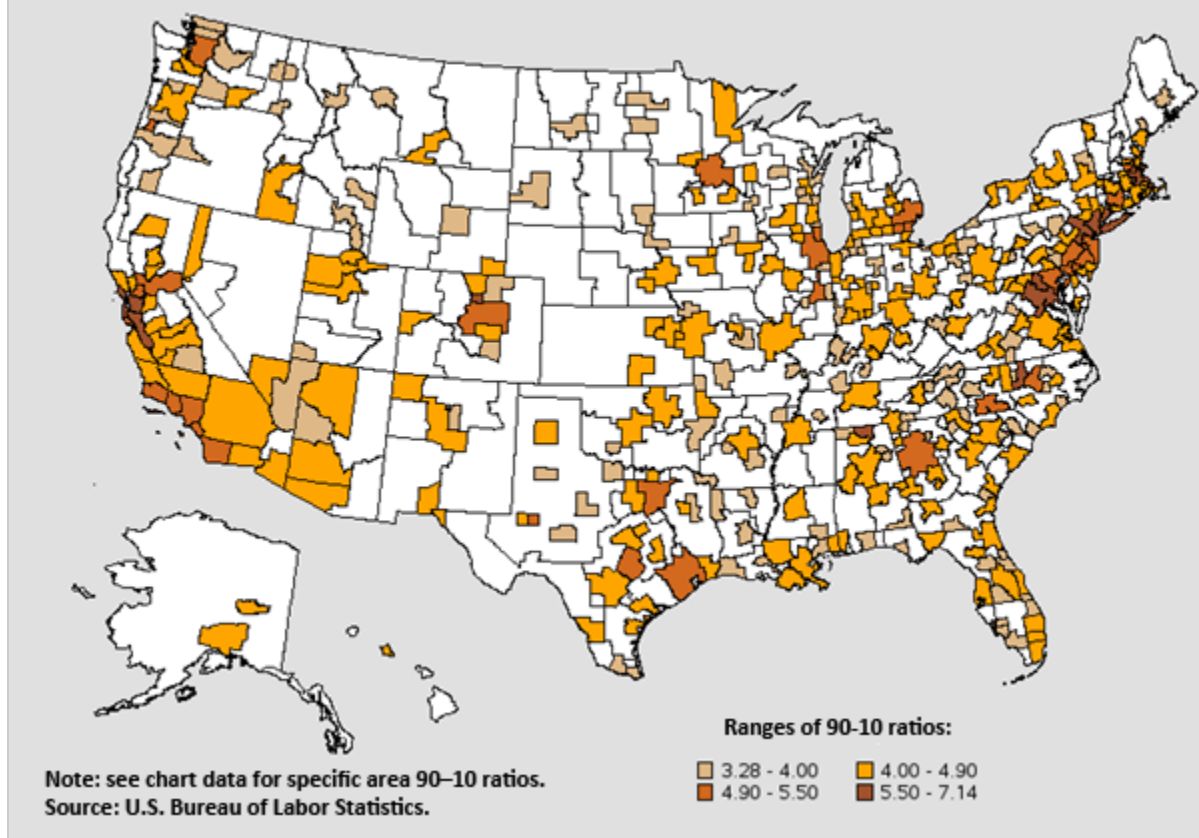 Ranges of 90-10 ratios:
3.28 - 4.00 4.00 - 4.90
4.90 - 5.50 5.50 - 7.14
Note: see chart data for specific area 90–10 ratios.
Source: U.S. Bureau of Labor Statistics.